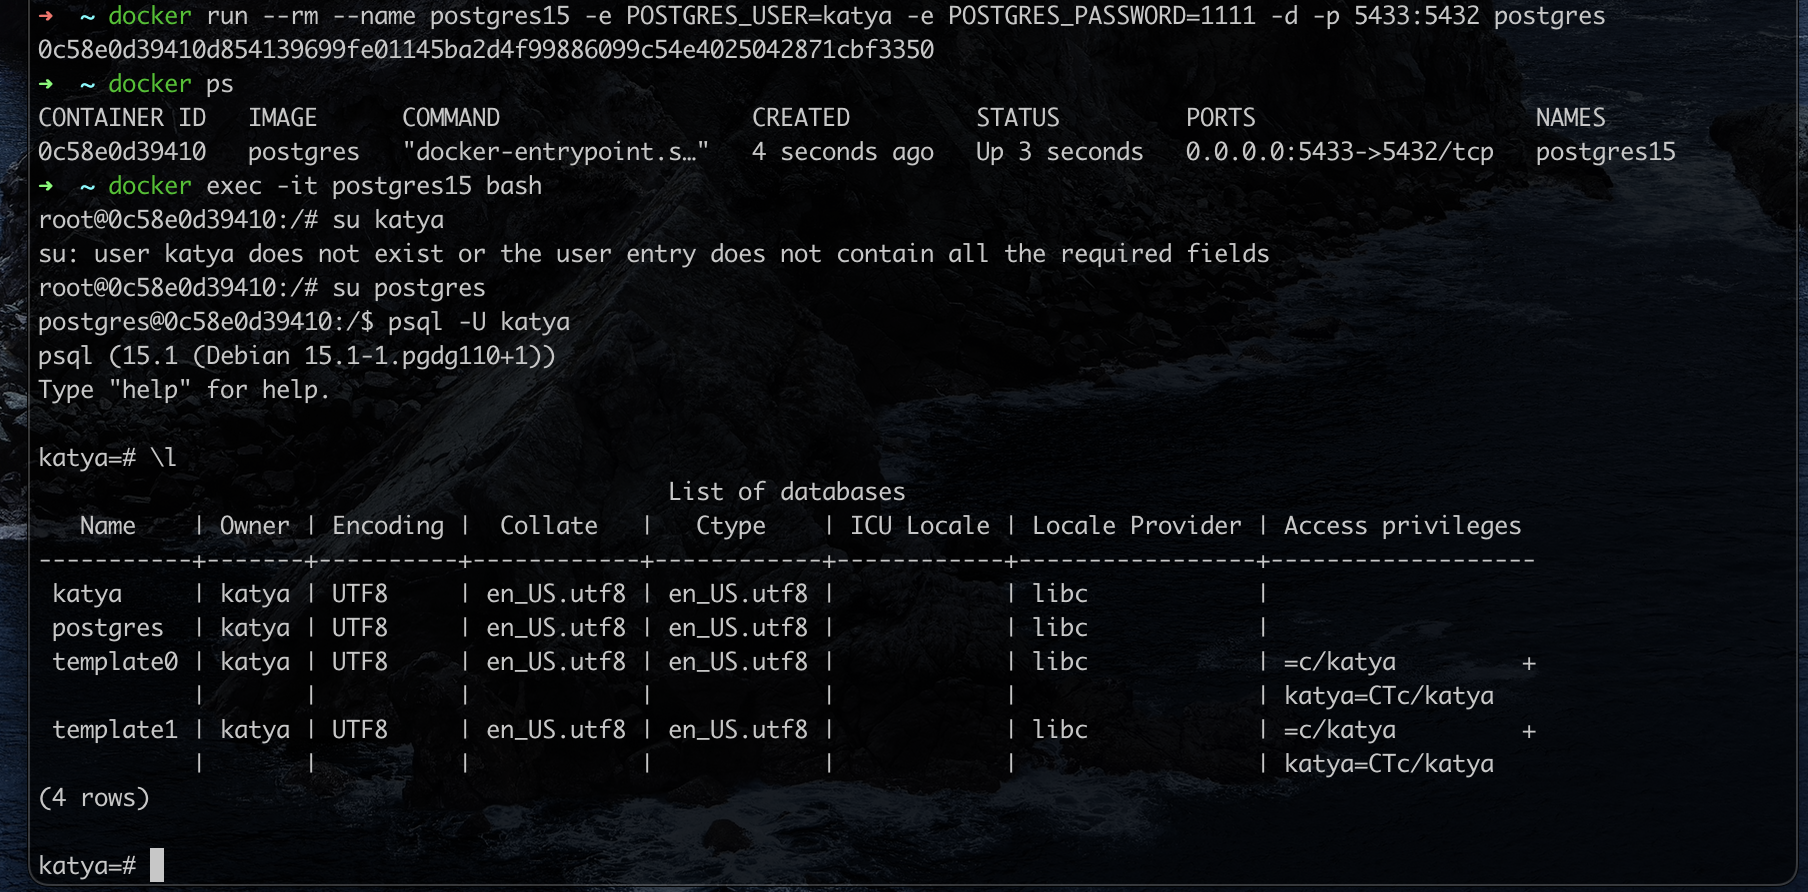 ➜  ~ docker run --rm --name postgres15 -e POSTGRES_USER=katya -e POSTGRES_PASSWORD=1111 -d -p 5433:5432 postgres
0c58e0d39410d854139699fe01145ba2d4f99886099c54e4025042871cbf3350
➜  ~ docker ps
CONTAINER ID   IMAGE      COMMAND                  CREATED         STATUS         PORTS                    NAMES
0c58e0d39410   postgres   "docker-entrypoint.s…"   4 seconds ago   Up 3 seconds   0.0.0.0:5433->5432/tcp   postgres15
➜  ~ docker exec -it postgres15 bash
root@0c58e0d39410:/# su katya
su: user katya does not exist or the user entry does not contain all the required fields
root@0c58e0d39410:/# su postgres
postgres@0c58e0d39410:/$ psql -U katya
psql (15.1 (Debian 15.1-1.pgdg110+1))
Type "help" for help.

katya=# \l
                                             List of databases
   Name    | Owner | Encoding |  Collate   |   Ctype    | ICU Locale | Locale Provider | Access privileges
-----------+-------+----------+------------+------------+------------+-----------------+-------------------
 katya     | katya | UTF8     | en_US.utf8 | en_US.utf8 |            | libc            |
 postgres  | katya | UTF8     | en_US.utf8 | en_US.utf8 |            | libc            |
 template0 | katya | UTF8     | en_US.utf8 | en_US.utf8 |            | libc            | =c/katya         +
           |       |          |            |            |            |                 | katya=CTc/katya
 template1 | katya | UTF8     | en_US.utf8 | en_US.utf8 |            | libc            | =c/katya         +
           |       |          |            |            |            |                 | katya=CTc/katya
(4 rows)

katya=#